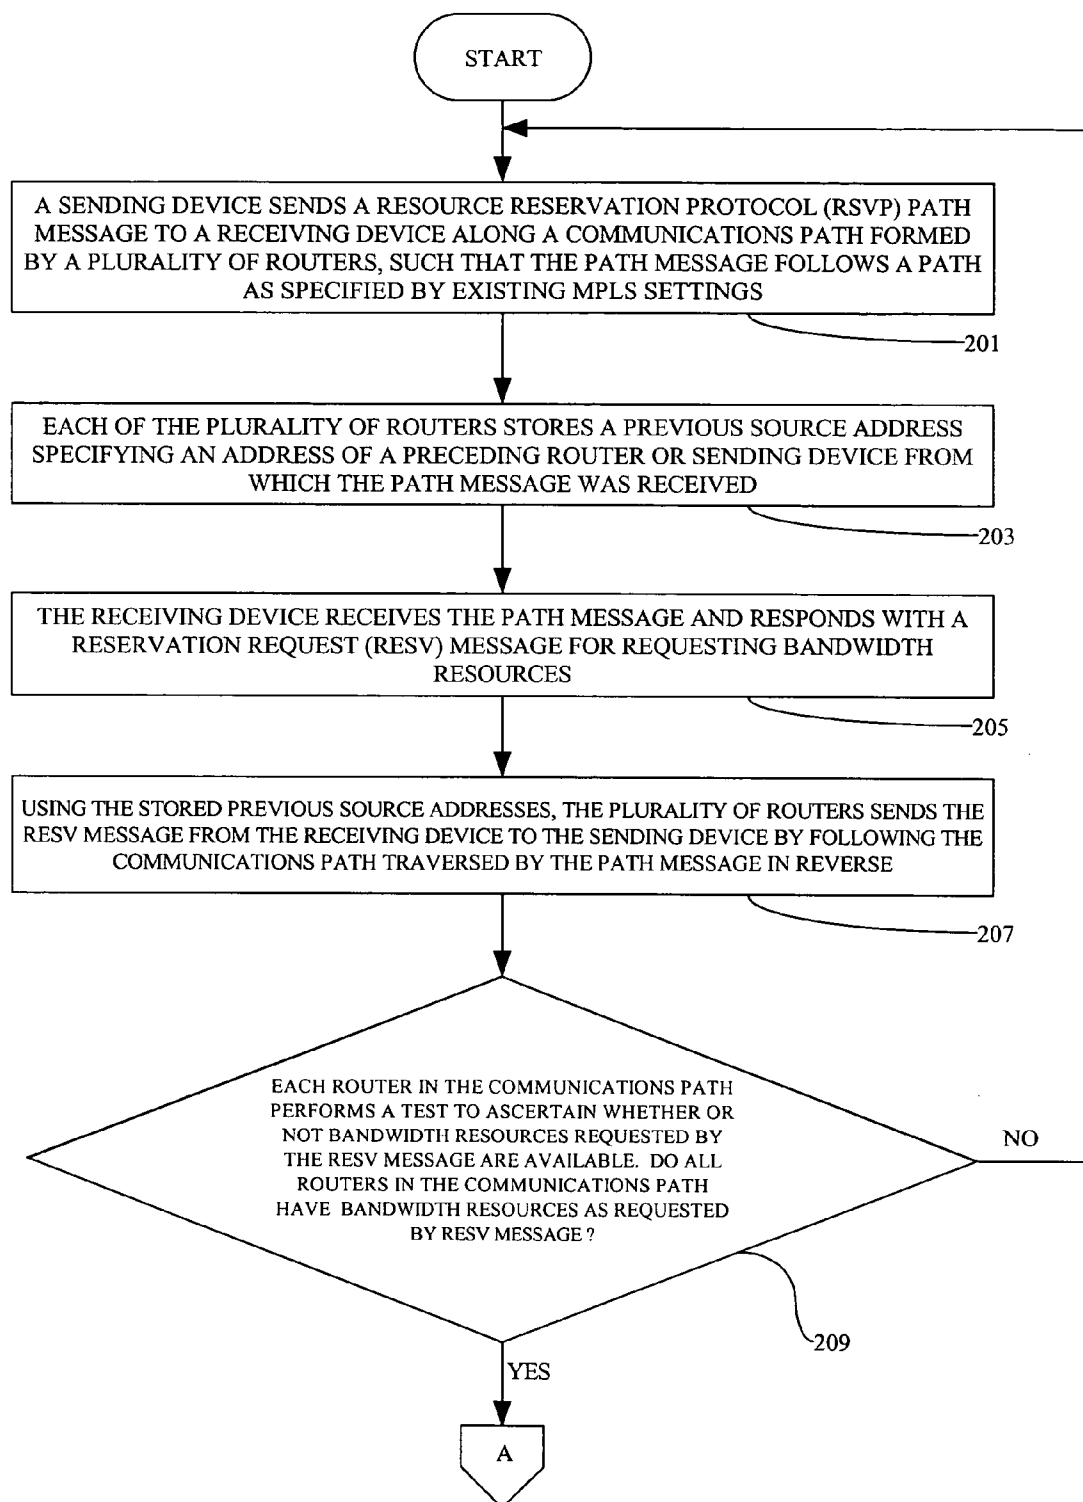 START
A SENDING DEVICE SENDS A RESOURCE RESERVATION PROTOCOL (RSVP) PATH
MESSAGE TO A RECEIVING DEVICE ALONG A COMMUNICATIONS PATH FORMED
BY A PLURALITY OF ROUTERS, SUCH THAT THE PATH MESSAGE FOLLOWS A PATH
AS SPECIFIED BY EXISTING MPLS SETTINGS
201
EACH OF THE PLURALITY OF ROUTERS STORES A PREVIOUS SOURCE ADDRESS
SPECIFYING AN ADDRESS OF A PRECEDING ROUTER OR SENDING DEVICE FROM
WHICH THE PATH MESSAGE WAS RECEIVED
203
THE RECEIVING DEVICE RECEIVES THE PATH MESSAGE AND RESPONDS WITH A
RESERVATION REQUEST (RESV) MESSAGE FOR REQUESTING BANDWIDTH
RESOURCES
205
USING THE STORED PREVIOUS SOURCE ADDRESSES, THE PLURALITY OF ROUTERS SENDS THE
RESV MESSAGE FROM THE RECEIVING DEVICE TO THE SENDING DEVICE BY FOLLOWING THE
COMMUNICATIONS PATH TRAVERSED BY THE PATH MESSAGE IN REVERSE
207
EACH ROUTER IN THE COMMUNICATIONS PATH
PERFORMS A TEST TO ASCERTAIN WHETHER OR
NOT BANDWIDTH RESOURCES REQUESTED BY
THE RESV MESSAGE ARE AVAILABLE. DO ALL
ROUTERS IN THE COMMUNICATIONS PATH
HAVE BANDWIDTH RESOURCES AS REQUESTED
BY RESV MESSAGE ?
NO
209
YES
A